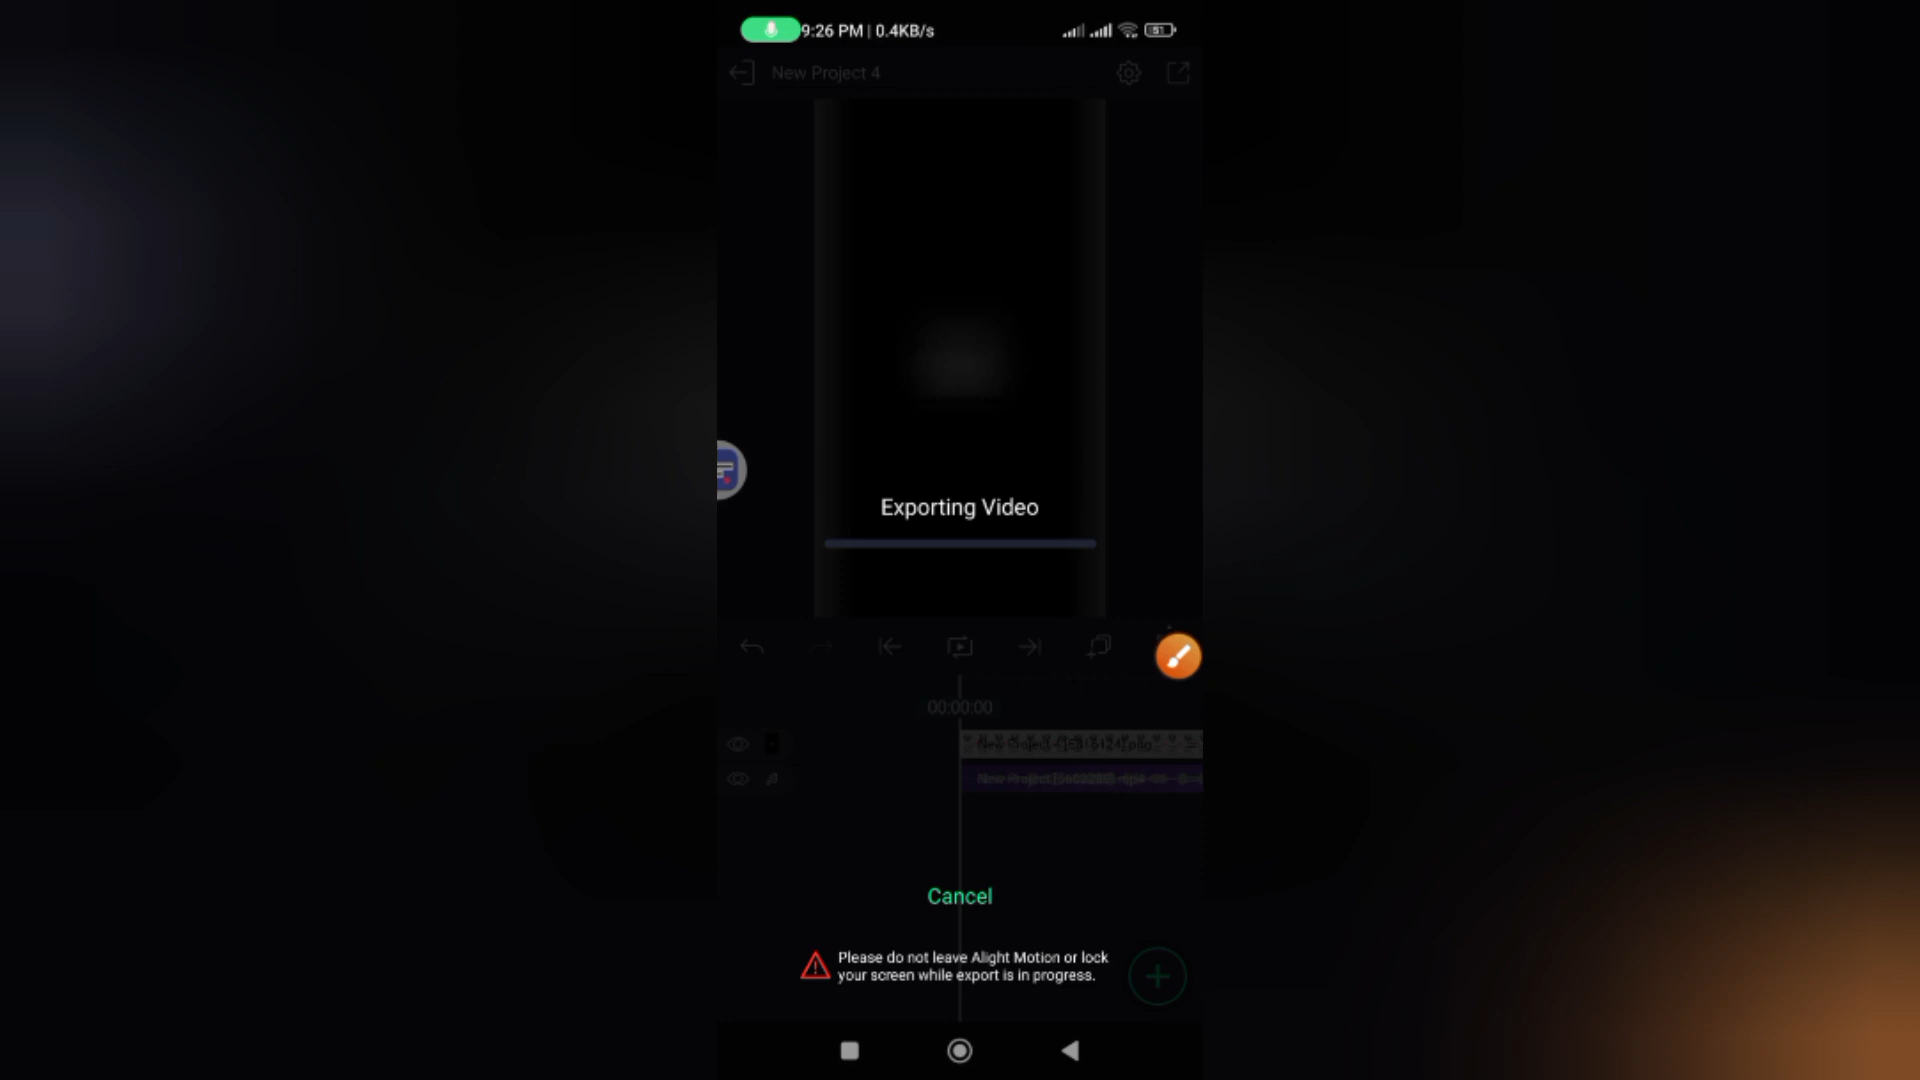 9:26 PM | 0.4KB/s
51
New Project 4
Exporting Video
00:00:00
Cancel
Please do not leave Alight Motion or lock
your screen while export is in progress.